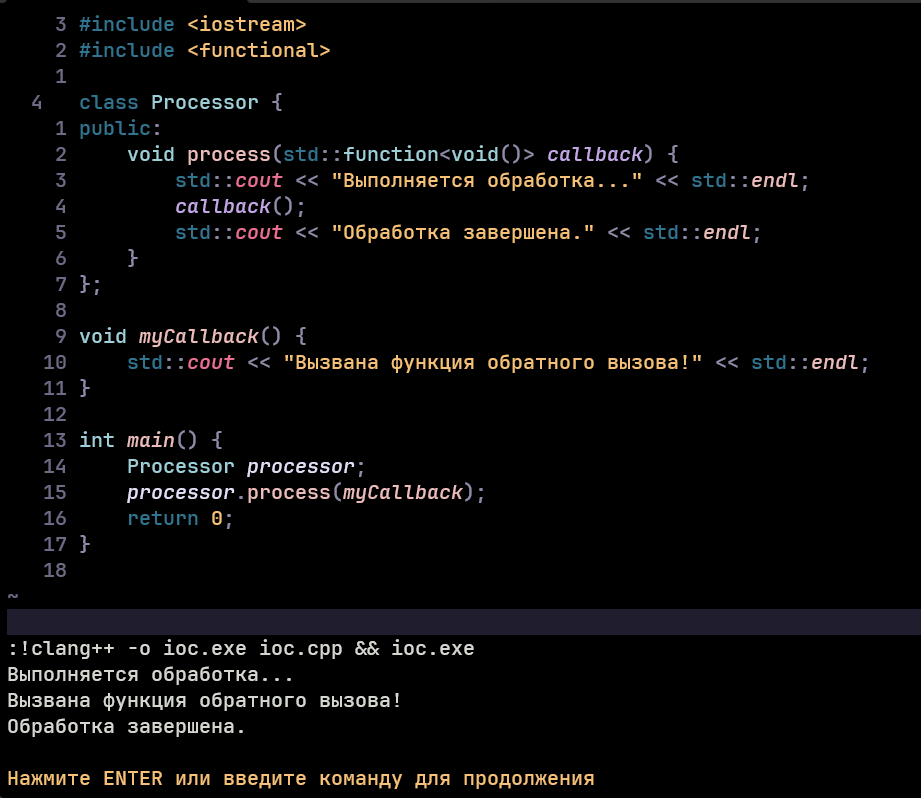 3 #include <iostream>
2 #include <functional>
1
4 class Processor {
1 public:
2     void process(std::function<void()> callback) {
3         std::cout << "Выполняется обработка..." << std::endl;
4         callback();
5         std::cout << "Обработка завершена." << std::endl;
6     }
7 };
8
9 void myCallback() {
10     std::cout << "Вызвана функция обратного вызова!" << std::endl;
11 }
12
13 int main() {
14     Processor processor;
15     processor.process(myCallback);
16     return 0;
17 }
18
~
:!clang++ -o ioc.exe ioc.cpp && ioc.exe
Выполняется обработка...
Вызвана функция обратного вызова!
Обработка завершена.
Нажмите ENTER или введите команду для продолжения